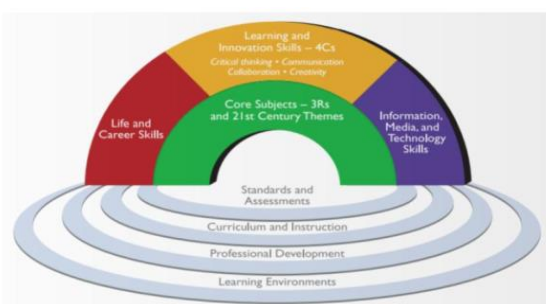 Learning and
Innovation Skills – 4Cs
Critical thinking • Communication
Collaboration • Creativity
Core Subjects – 3Rs
and 21st Century Themes
Life and
Career Skills
Information,
Media, and
Technology
Skills
Standards and
Assessments
Curriculum and Instruction
Professional Development
Learning Environments